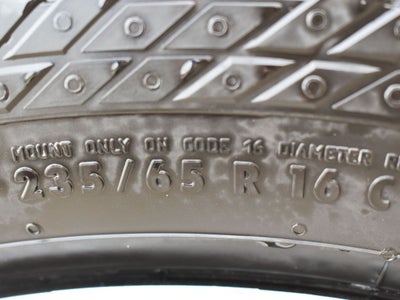 MOUNT ONLY ON CODE 16 DIAMETER
235/65 R 16 C